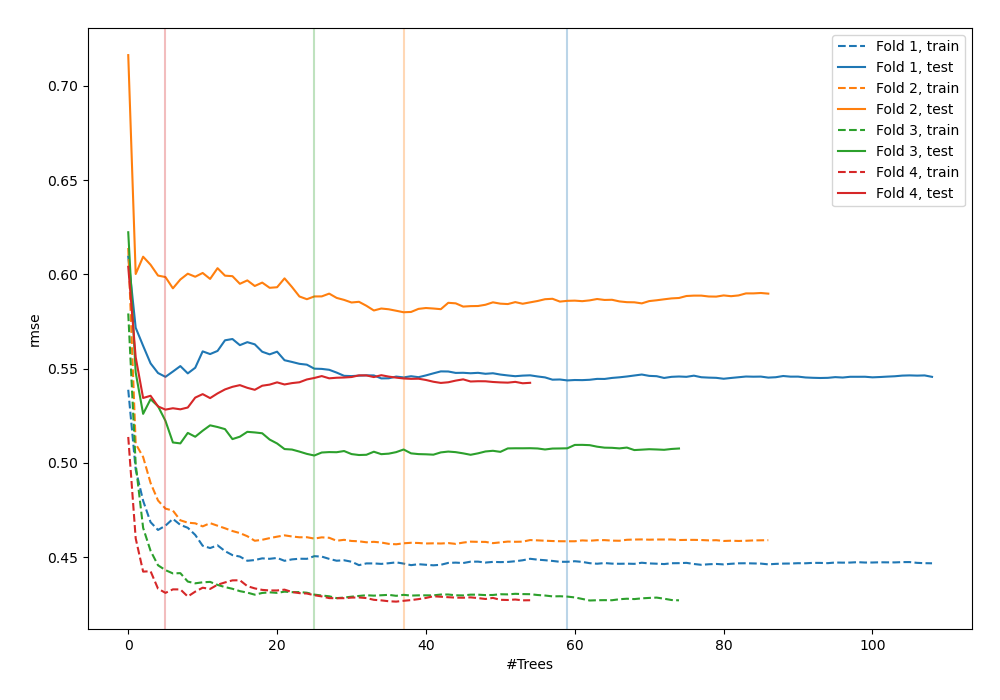 0.70
0.65
0.60
0.55
0.50
0.45
rmse
0 20 40 60 80 100
#Trees
Fold 1, train
Fold 1, test
Fold 2, train
Fold 2, test
Fold 3, train
Fold 3, test
Fold 4, train
Fold 4, test